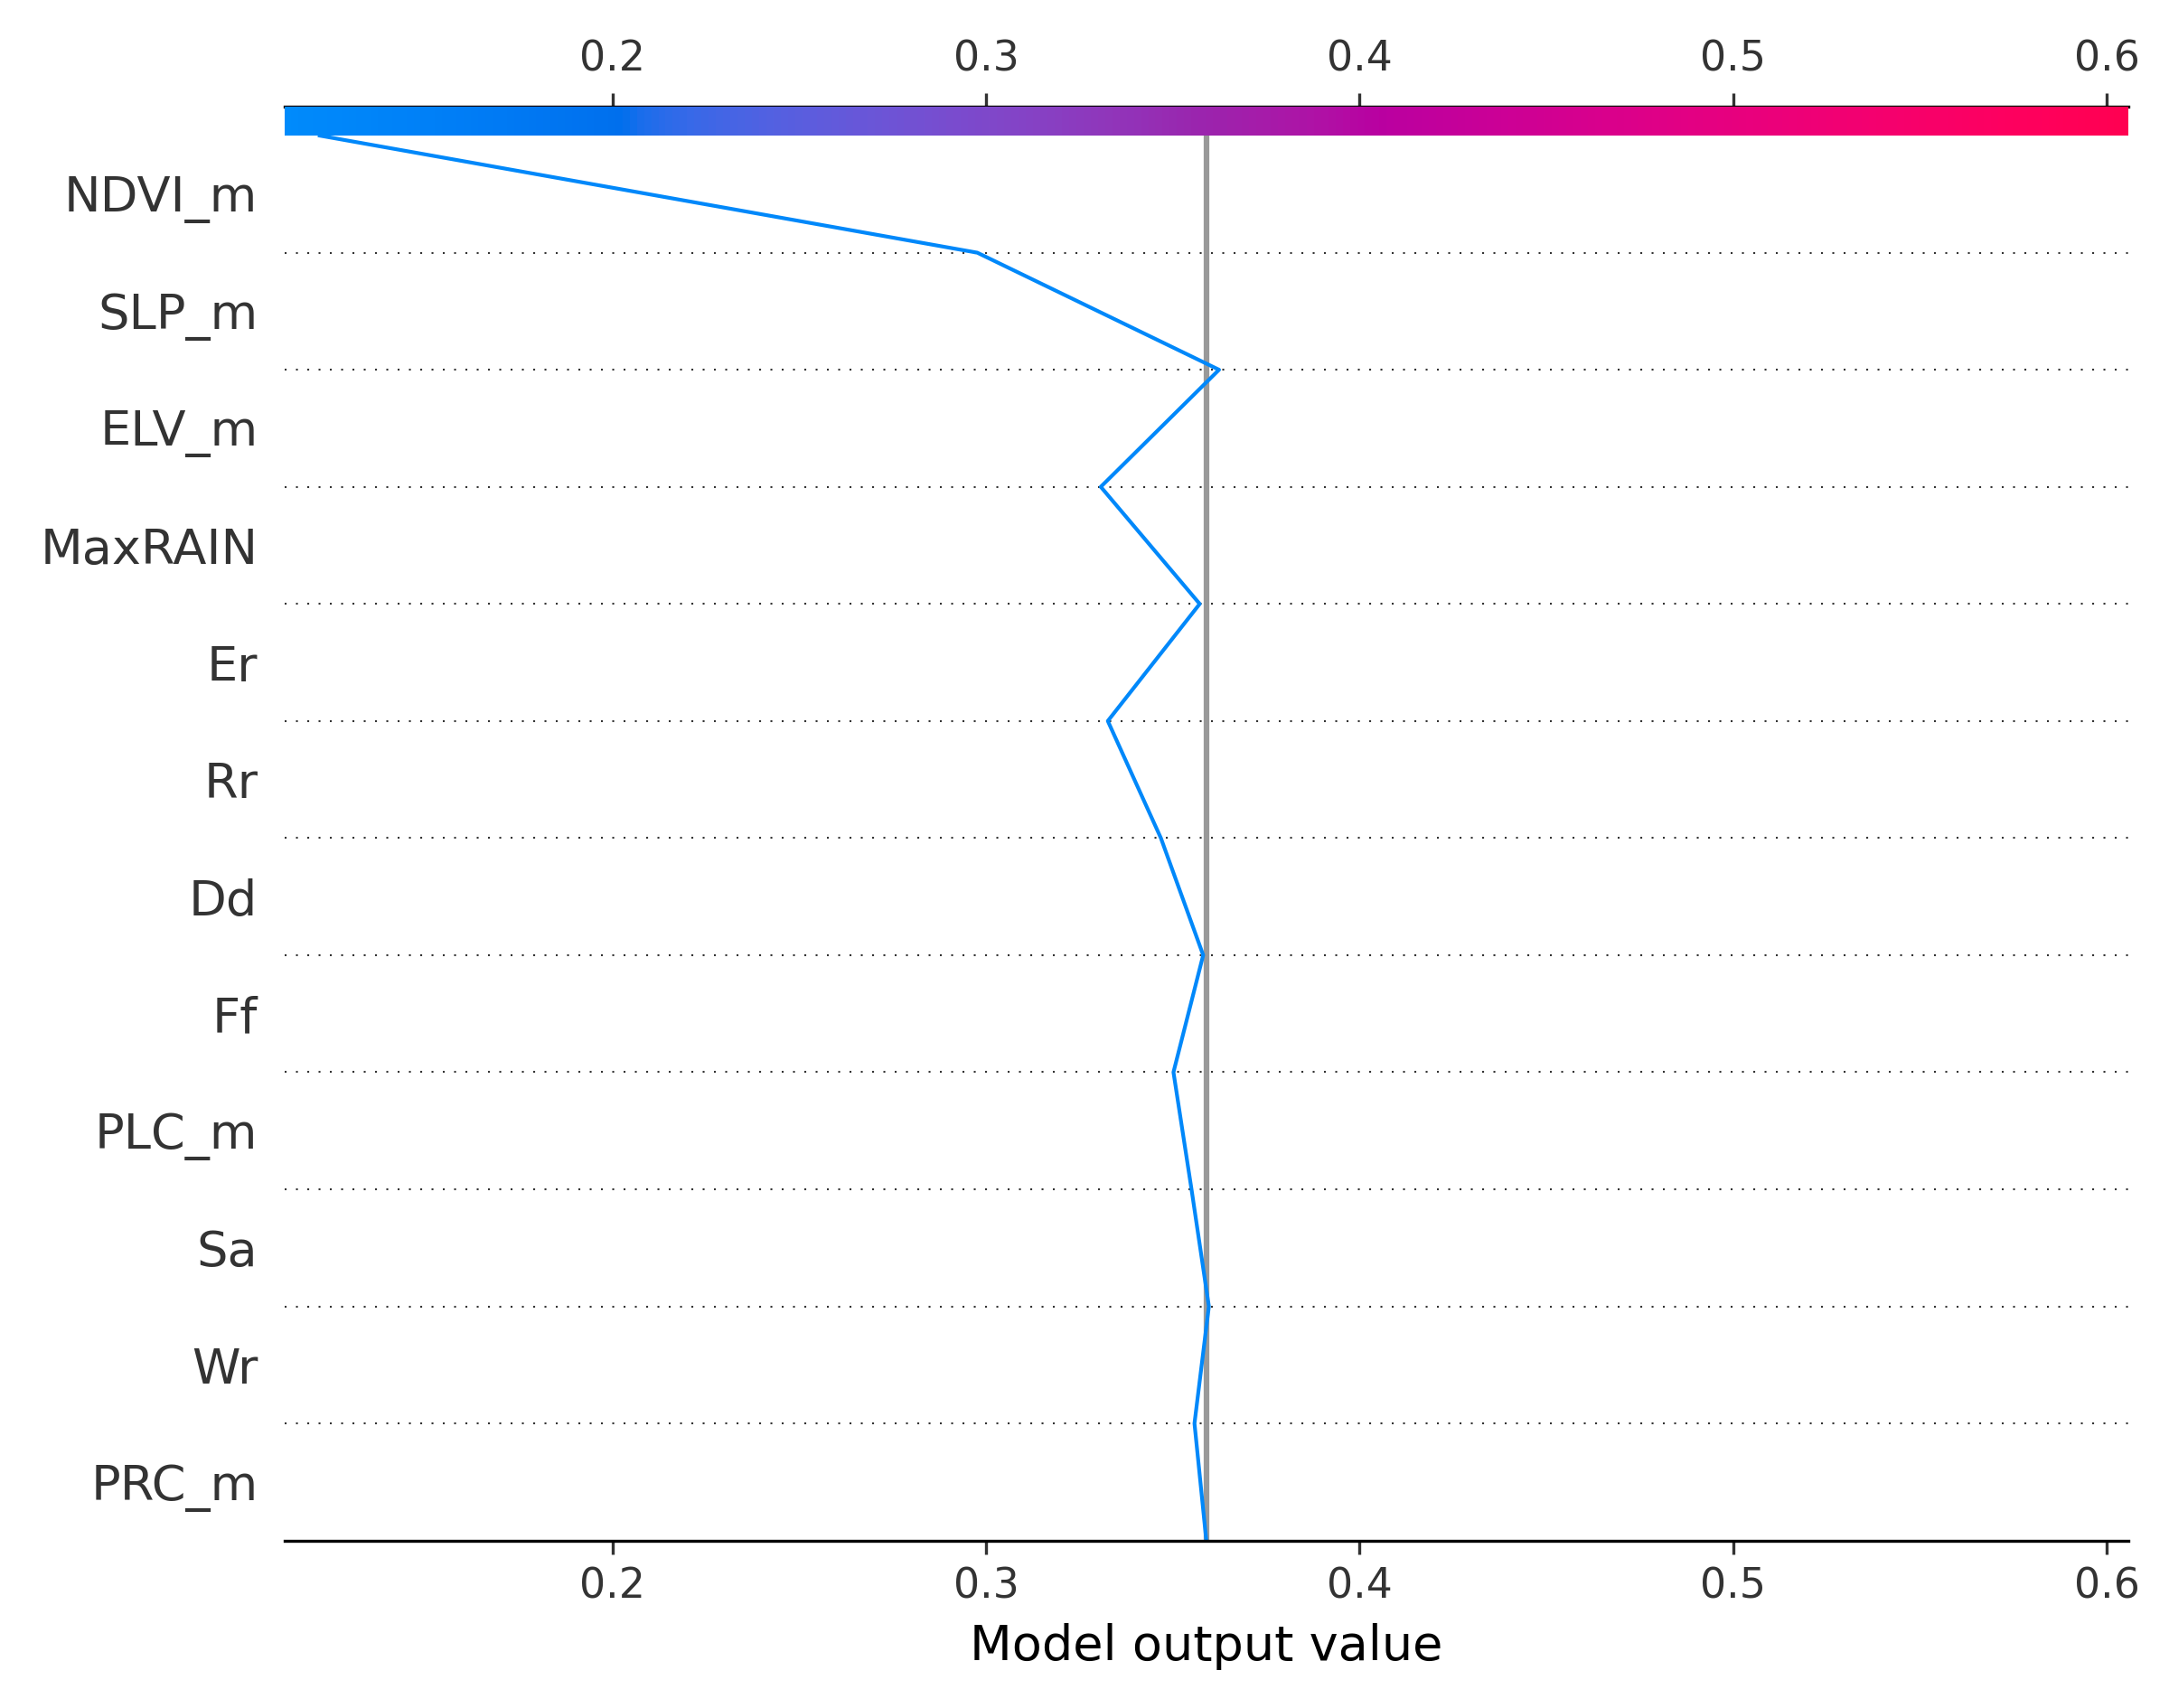 0.2 0.3 0.4 0.5 0.6
NDVI_m
SLP_m
ELV_m
MaxRAIN
Er
Rr
Dd
Ff
PLC_m
Sa
Wr
PRC_m
0.2 0.3 0.4 0.5 0.6
Model output value